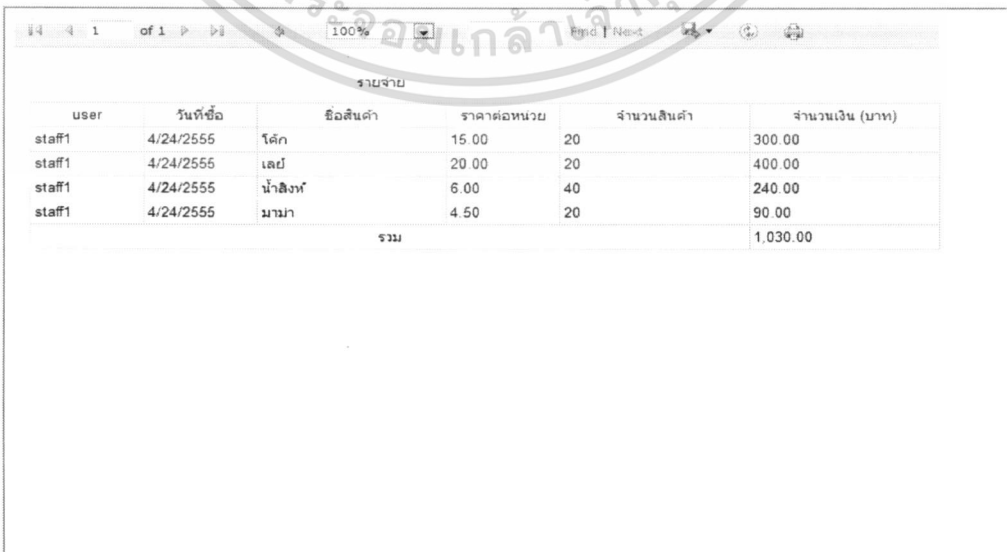 1 of 1 100% Find | Next
รายจ่าย
user วันที่ซื้อ ชื่อสินค้า ราคาต่อหน่วย จำนวนสินค้า จำนวนเงิน (บาท)
staff1 4/24/2555 โค้ก 15.00 20 300.00
staff1 4/24/2555 เลย์ 20.00 20 400.00
staff1 4/24/2555 น้ำสิงห์ 6.00 40 240.00
staff1 4/24/2555 มาม่า 4.50 20 90.00
รวม 1,030.00